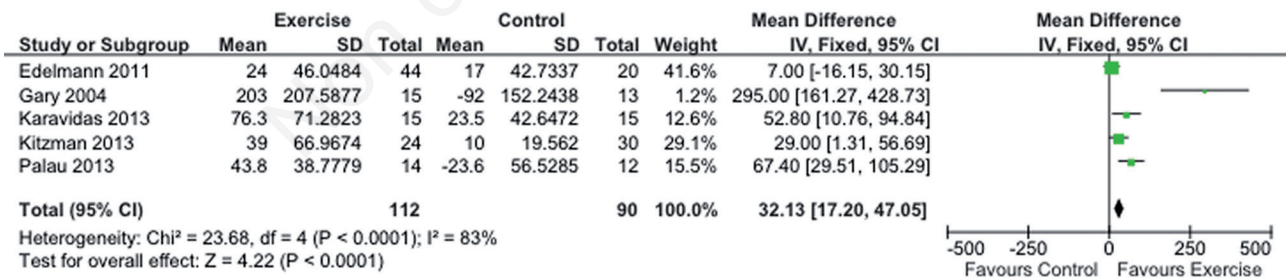 Exercise Control Mean Difference Mean Difference
Study or Subgroup Mean SD Total Mean SD Total Weight IV, Fixed, 95% CI IV, Fixed, 95% CI
Edelmann 2011 24 46.0484 44 17 42.7337 20 41.6% 7.00 [-16.15, 30.15]
Gary 2004 203 207.5877 15 -92 152.2438 13 1.2% 295.00 [161.27, 428.73]
Karavidas 2013 76.3 71.2823 15 23.5 42.6472 15 12.6% 52.80 [10.76, 94.84]
Kitzman 2013 39 66.9674 24 10 19.562 30 29.1% 29.00 [1.31, 56.69]
Palau 2013 43.8 38.7779 14 -23.6 56.5285 12 15.5% 67.40 [29.51, 105.29]
Total (95% CI) 112 90 100.0% 32.13 [17.20, 47.05]
Heterogeneity: Chi² = 23.68, df = 4 (P < 0.0001); I² = 83%
Test for overall effect: Z = 4.22 (P < 0.0001)
-500 -250 0 250 500
Favours Control Favours Exercise